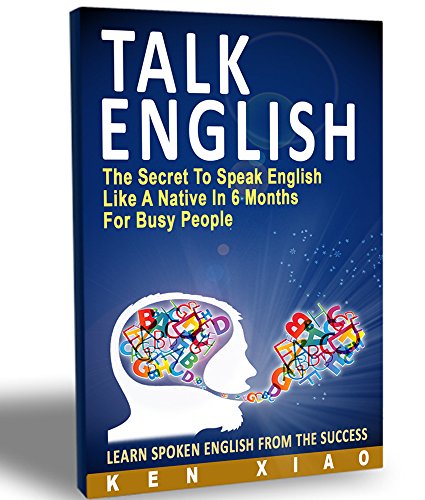 TALK
ENGLISH
The Secret To Speak English
Like A Native In 6 Months
For Busy People
LEARN SPOKEN ENGLISH FROM THE SUCCESS
KEN XIAO